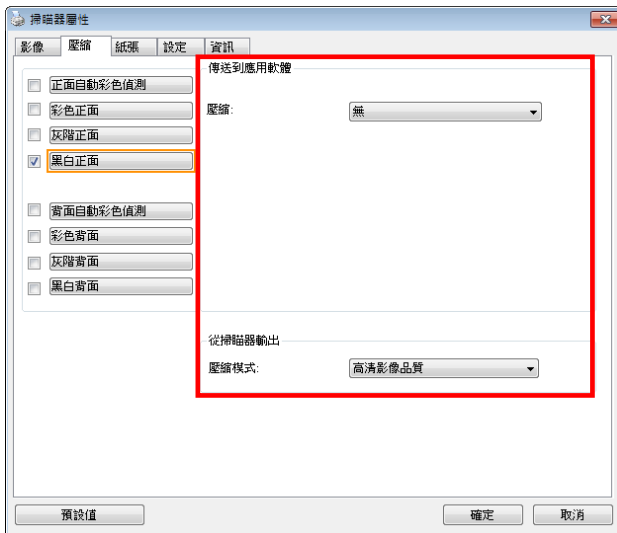 掃瞄器屬性
影像 壓縮 紙張 設定 資訊
正面自動彩色偵測
彩色正面
灰階正面
黑白正面
背面自動彩色偵測
彩色背面
灰階背面
黑白背面
傳送到應用軟體
壓縮: 無
從掃瞄器輸出
壓縮模式: 高清影像品質
預設值 確定 取消